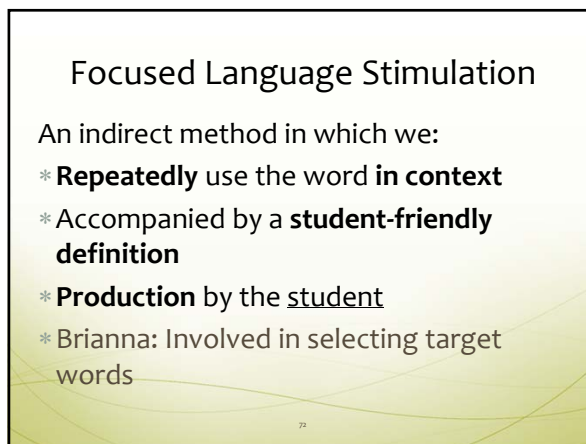 Focused Language Stimulation
An indirect method in which we:
* Repeatedly use the word in context
* Accompanied by a student-friendly
definition
* Production by the student
* Brianna: Involved in selecting target
words
72